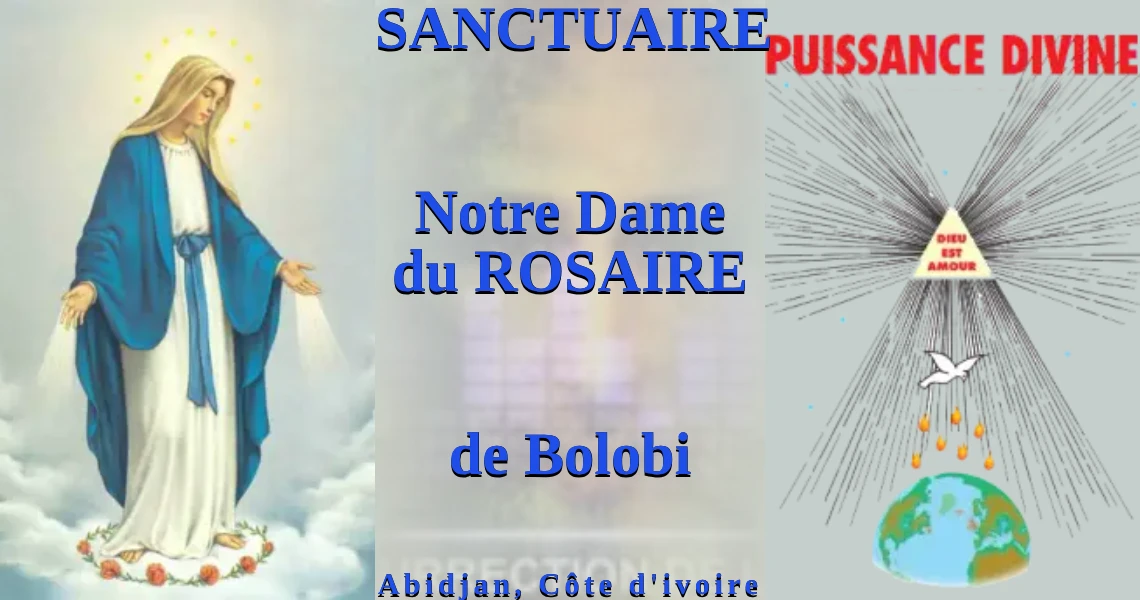 SANCTUAIRE
Notre Dame
du ROSAIRE
de Bolobi
Abidjan, Côte d'ivoire
PUISSANCE DIVINE
DIEU
EST
AMOUR